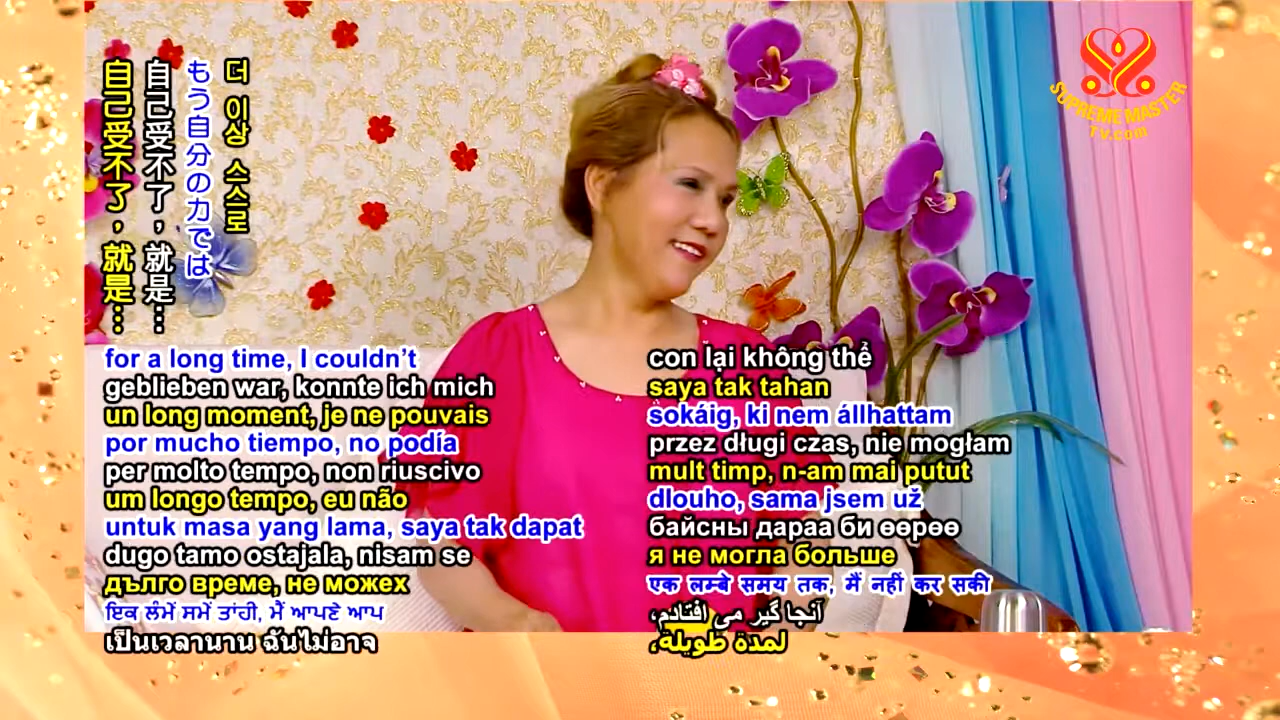 自己受不了，就是…
自己受不了，就是…
もう自分の力では
더 이상 스스로
for a long time, I couldn't
geblieben war, konnte ich mich
un long moment, je ne pouvais
por mucho tiempo, no podía
per molto tempo, non riuscivo
um longo tempo, eu não
untuk masa yang lama, saya tak dapat
dugo tamo ostajala, nisam se
дълго време, не можех
ਇਕ ਲੰਮੇਂ ਸਮੇਂ ਤਾਂਹੀ, ਮੈਂ ਆਪਣੇ ਆਪ
เป็นเวลานาน ฉันไม่อาจ
con lại không thể
saya tak tahan
sokáig, ki nem állhattam
przez długi czas, nie mogłam
mult timp, n-am mai putut
dlouho, sama jsem už
байсны дараа би өөрөө
я не могла больше
एक लम्बे समय तक, मैं नहीं कर सकी
آنجا گیر می افتادم،
لمدة طويلة،
SUPREME MASTER
TV.com